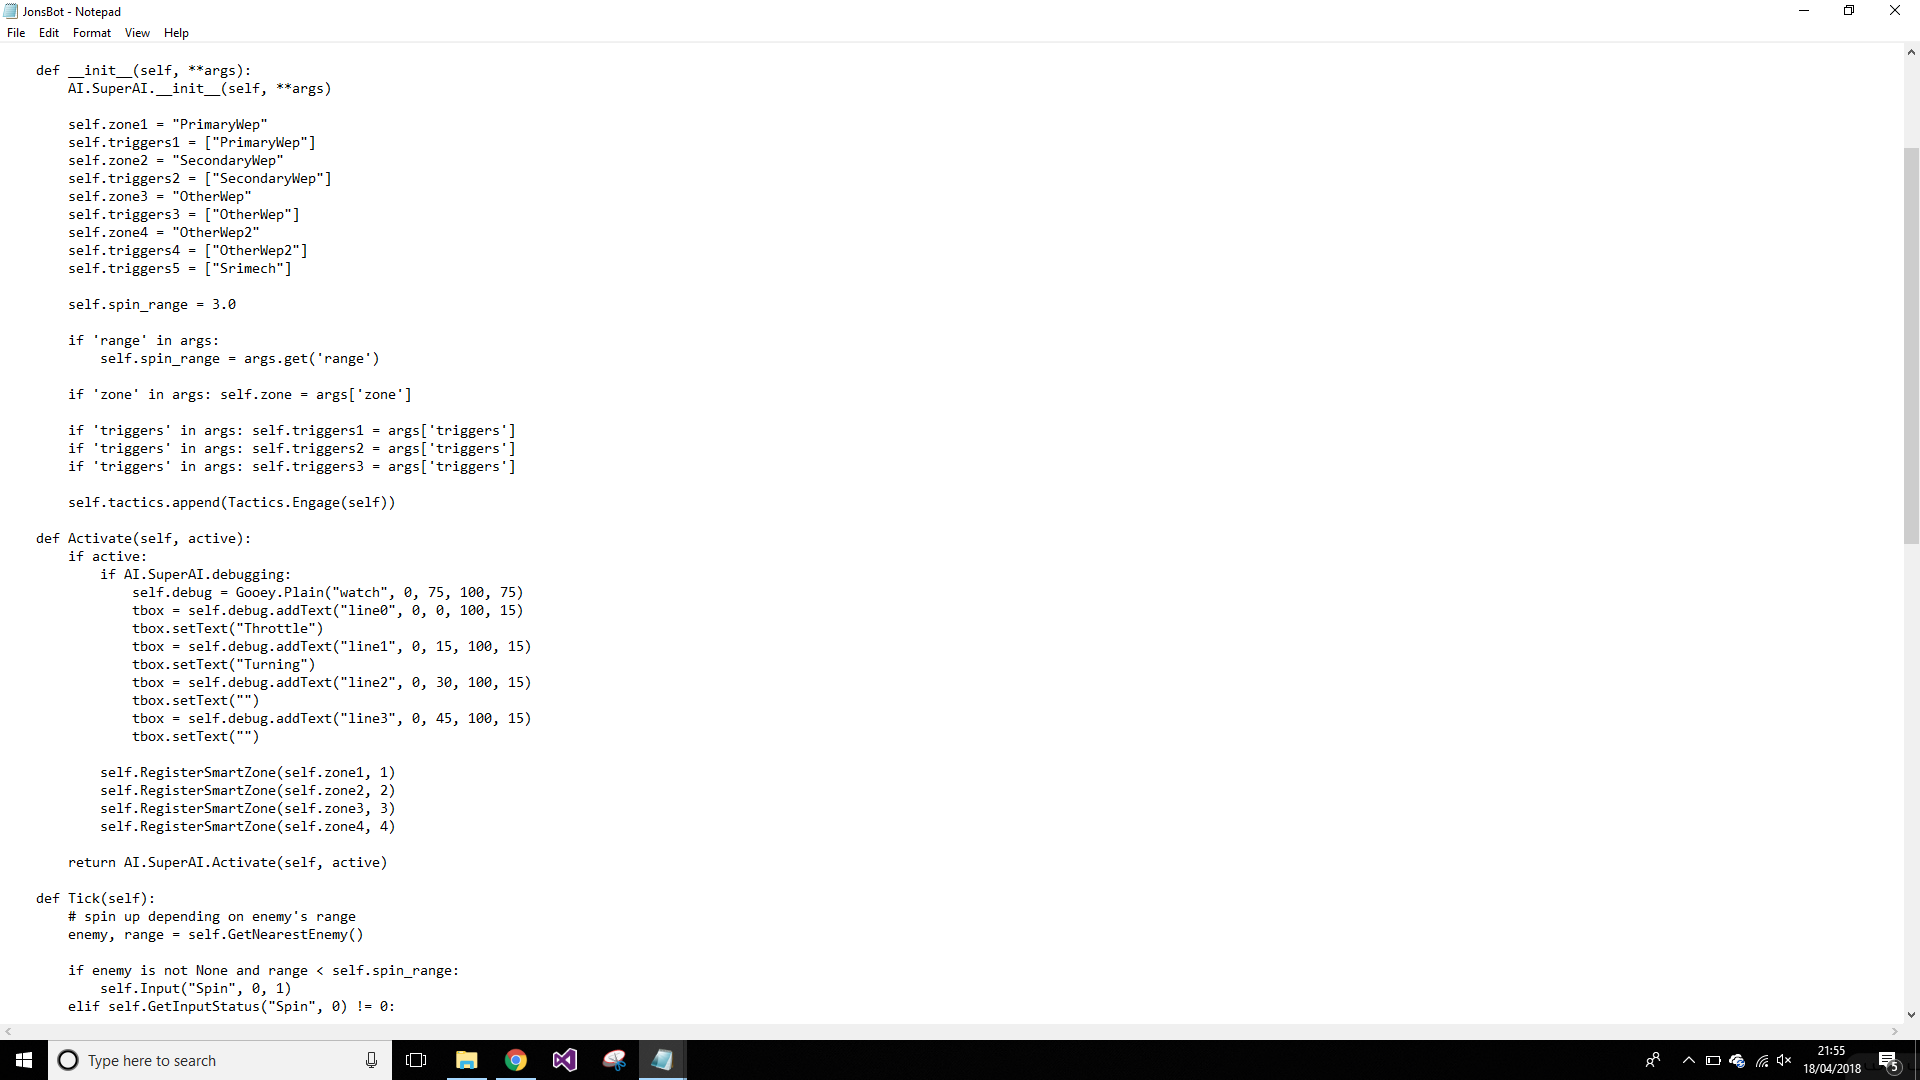 JonsBot - Notepad
File Edit Format View Help
def __init__(self, **args):
AI.SuperAI.__init__(self, **args)
self.zone1 = "PrimaryWep"
self.triggers1 = ["PrimaryWep"]
self.zone2 = "SecondaryWep"
self.triggers2 = ["SecondaryWep"]
self.zone3 = "OtherWep"
self.triggers3 = ["OtherWep"]
self.zone4 = "OtherWep2"
self.triggers4 = ["OtherWep2"]
self.triggers5 = ["Srimech"]
self.spin_range = 3.0
if 'range' in args:
self.spin_range = args.get('range')
if 'zone' in args: self.zone = args['zone']
if 'triggers' in args: self.triggers1 = args['triggers']
if 'triggers' in args: self.triggers2 = args['triggers']
if 'triggers' in args: self.triggers3 = args['triggers']
self.tactics.append(Tactics.Engage(self))
def Activate(self, active):
if active:
if AI.SuperAI.debugging:
self.debug = Gooey.Plain("watch", 0, 75, 100, 75)
tbox = self.debug.addText("line0", 0, 0, 100, 15)
tbox.setText("Throttle")
tbox = self.debug.addText("line1", 0, 15, 100, 15)
tbox.setText("Turning")
tbox = self.debug.addText("line2", 0, 30, 100, 15)
tbox.setText("")
tbox = self.debug.addText("line3", 0, 45, 100, 15)
tbox.setText("")
self.RegisterSmartZone(self.zone1, 1)
self.RegisterSmartZone(self.zone2, 2)
self.RegisterSmartZone(self.zone3, 3)
self.RegisterSmartZone(self.zone4, 4)
return AI.SuperAI.Activate(self, active)
def Tick(self):
# spin up depending on enemy's range
enemy, range = self.GetNearestEnemy()
if enemy is not None and range < self.spin_range:
self.Input("Spin", 0, 1)
elif self.GetInputStatus("Spin", 0) != 0:
Type here to search
21:55
18/04/2018
5